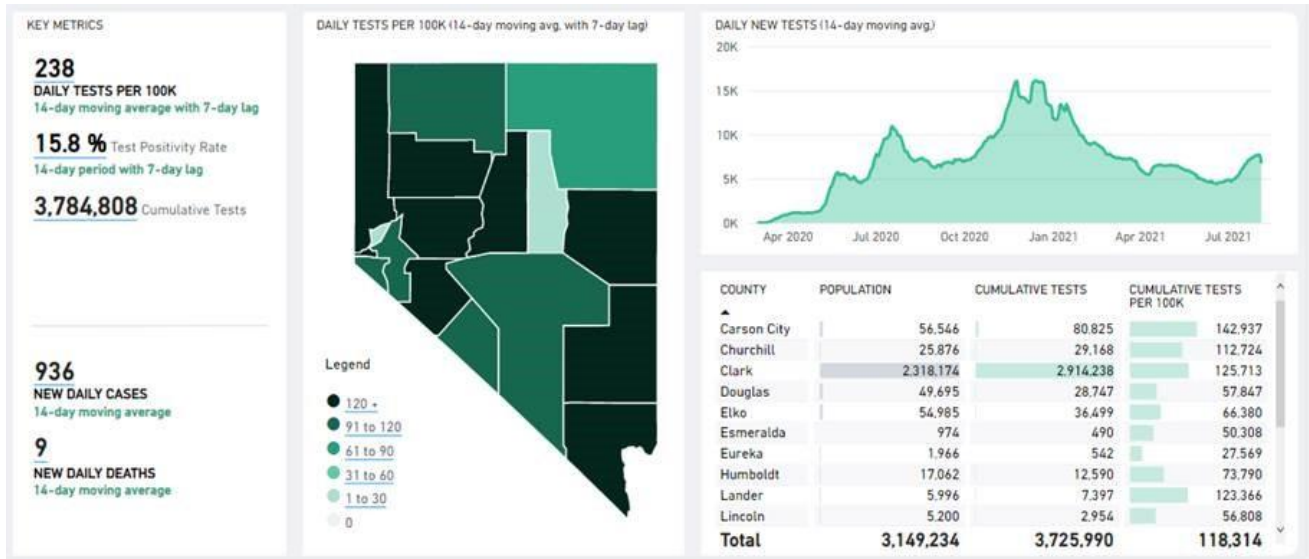 KEY METRICS
238
DAILY TESTS PER 100K
14-day moving average with 7-day lag
15.8 % Test Positivity Rate
14-day period with 7-day lag
3,784,808 Cumulative Tests
936
NEW DAILY CASES
14-day moving average
9
NEW DAILY DEATHS
14-day moving average
DAILY TESTS PER 100K (14-day moving avg. with 7-day lag)
Legend
120 +
91 to 120
61 to 90
31 to 60
1 to 30
0
DAILY NEW TESTS (14-day moving avg.)
20K
15K
10K
5K
0K
Apr 2020 Jul 2020 Oct 2020 Jan 2021 Apr 2021 Jul 2021
COUNTY POPULATION CUMULATIVE TESTS CUMULATIVE TESTS
PER 100K
Carson City 56,546 80,825 142,937
Churchill 25,876 29,168 112,724
Clark 2,318,174 2,914,238 125,713
Douglas 49,695 28,747 57,847
Elko 54,985 36,499 66,380
Esmeralda 974 490 50,308
Eureka 1,966 542 27,569
Humboldt 17,062 12,590 73,790
Lander 5,996 7,397 123,366
Lincoln 5,200 2,954 56,808
Total 3,149,234 3,725,990 118,314